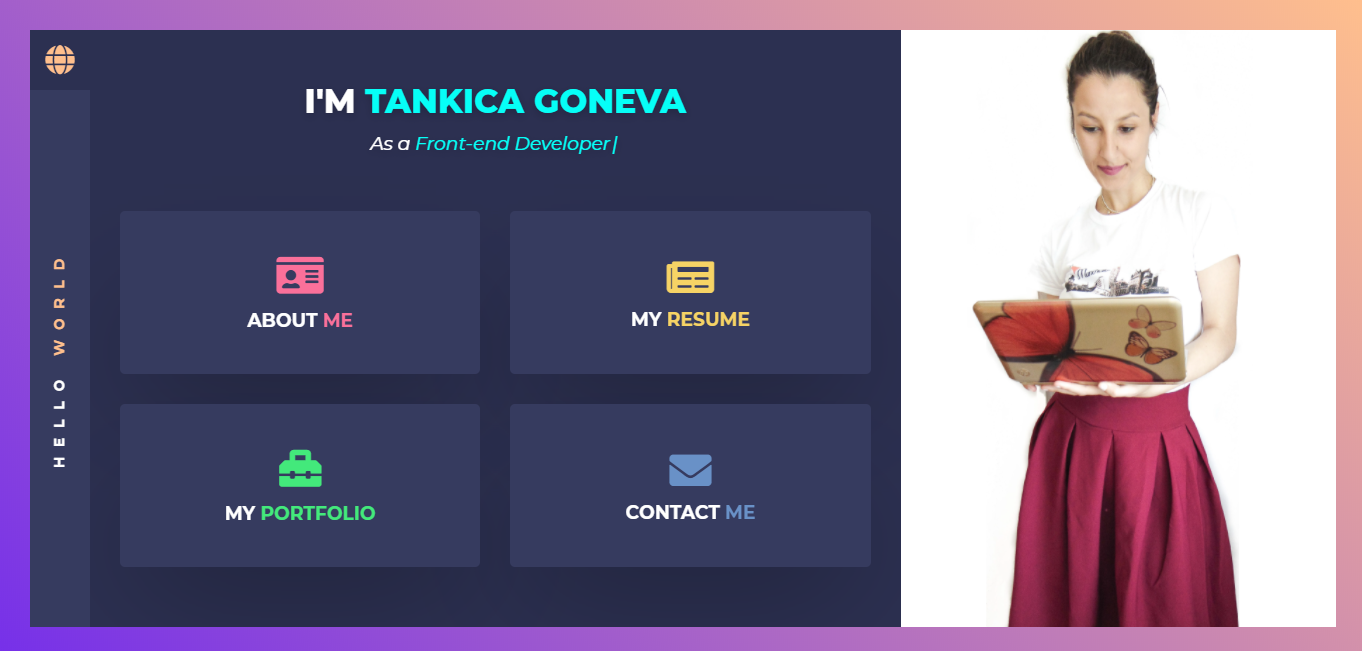 I'M TANKICA GONEVA
As a Front-end Developer|
HELLO WORLD
ABOUT ME
MY RESUME
MY PORTFOLIO
CONTACT ME